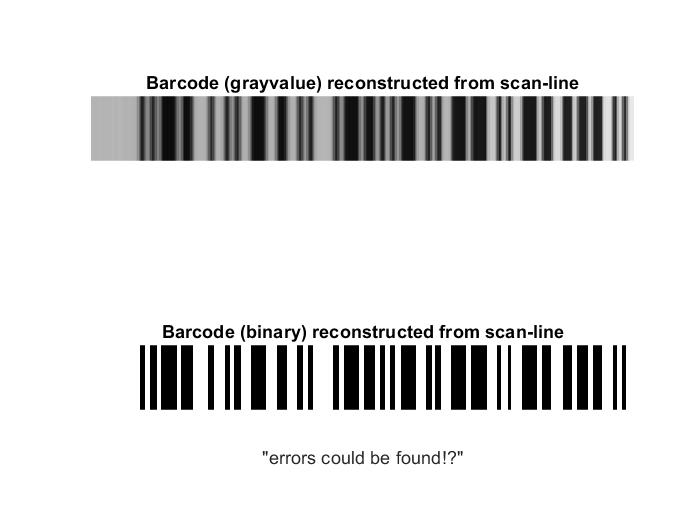 Barcode (grayvalue) reconstructed from scan-line
Barcode (binary) reconstructed from scan-line
"errors could be found!?"